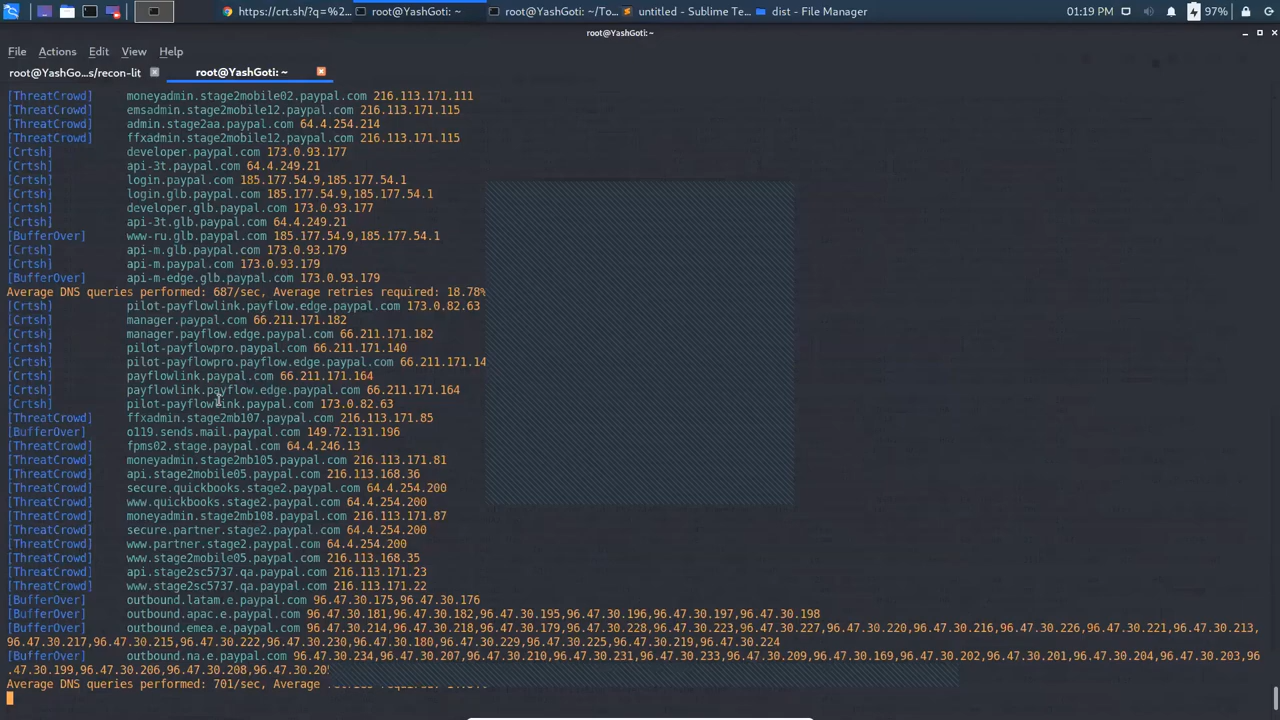 https://crt.sh/?q=%2...
root@YashGoti: ~
root@YashGoti: ~/To...
untitled - Sublime Te...
dist - File Manager
01:19 PM
97%
root@YashGoti:~
File Actions Edit View Help
root@YashGo...s/recon-lit
root@YashGoti: ~
[ThreatCrowd] moneyadmin.stage2mobile02.paypal.com 216.113.171.111
[ThreatCrowd] emsadmin.stage2mobile12.paypal.com 216.113.171.115
[ThreatCrowd] admin.stage2aa.paypal.com 64.4.254.214
[ThreatCrowd] ffxadmin.stage2mobile12.paypal.com 216.113.171.115
[Crtsh] developer.paypal.com 173.0.93.177
[Crtsh] api-3t.paypal.com 64.4.249.21
[Crtsh] login.paypal.com 185.177.54.9,185.177.54.1
[Crtsh] login.glb.paypal.com 185.177.54.9,185.177.54.1
[Crtsh] developer.glb.paypal.com 173.0.93.177
[Crtsh] api-3t.glb.paypal.com 64.4.249.21
[BufferOver] www-ru.glb.paypal.com 185.177.54.9,185.177.54.1
[Crtsh] api-m.glb.paypal.com 173.0.93.179
[Crtsh] api-m.paypal.com 173.0.93.179
[BufferOver] api-m-edge.glb.paypal.com 173.0.93.179
Average DNS queries performed: 687/sec, Average retries required: 18.78%
[Crtsh] pilot-payflowlink.payflow.edge.paypal.com 173.0.82.63
[Crtsh] manager.paypal.com 66.211.171.182
[Crtsh] manager.payflow.edge.paypal.com 66.211.171.182
[Crtsh] pilot-payflowpro.paypal.com 66.211.171.140
[Crtsh] pilot-payflowpro.payflow.edge.paypal.com 66.211.171.14
[Crtsh] payflowlink.paypal.com 66.211.171.164
[Crtsh] payflowlink.payflow.edge.paypal.com 66.211.171.164
[Crtsh] pilot-payflowlink.paypal.com 173.0.82.63
[ThreatCrowd] ffxadmin.stage2mb107.paypal.com 216.113.171.85
[BufferOver] o119.sends.mail.paypal.com 149.72.131.196
[ThreatCrowd] fpms02.stage.paypal.com 64.4.246.13
[ThreatCrowd] moneyadmin.stage2mb105.paypal.com 216.113.171.81
[ThreatCrowd] api.stage2mobile05.paypal.com 216.113.168.36
[ThreatCrowd] secure.quickbooks.stage2.paypal.com 64.4.254.200
[ThreatCrowd] www.quickbooks.stage2.paypal.com 64.4.254.200
[ThreatCrowd] moneyadmin.stage2mb108.paypal.com 216.113.171.87
[ThreatCrowd] secure.partner.stage2.paypal.com 64.4.254.200
[ThreatCrowd] www.partner.stage2.paypal.com 64.4.254.200
[ThreatCrowd] www.stage2mobile05.paypal.com 216.113.168.35
[ThreatCrowd] api.stage2sc5737.qa.paypal.com 216.113.171.23
[ThreatCrowd] www.stage2sc5737.qa.paypal.com 216.113.171.22
[BufferOver] outbound.latam.e.paypal.com 96.47.30.175,96.47.30.176
[BufferOver] outbound.apac.e.paypal.com 96.47.30.181,96.47.30.182,96.47.30.195,96.47.30.196,96.47.30.197,96.47.30.198
[BufferOver] outbound.emea.e.paypal.com 96.47.30.214,96.47.30.218,96.47.30.179,96.47.30.228,96.47.30.223,96.47.30.227,96.47.30.220,96.47.30.216,96.47.30.226,96.47.30.221,96.47.30.213,
96.47.30.217,96.47.30.215,96.47.30.222,96.47.30.230,96.47.30.180,96.47.30.229,96.47.30.225,96.47.30.219,96.47.30.224
[BufferOver] outbound.na.e.paypal.com 96.47.30.234,96.47.30.207,96.47.30.210,96.47.30.231,96.47.30.233,96.47.30.209,96.47.30.169,96.47.30.202,96.47.30.201,96.47.30.204,96.47.30.203,96
.47.30.199,96.47.30.206,96.47.30.208,96.47.30.20
Average DNS queries performed: 701/sec, Average